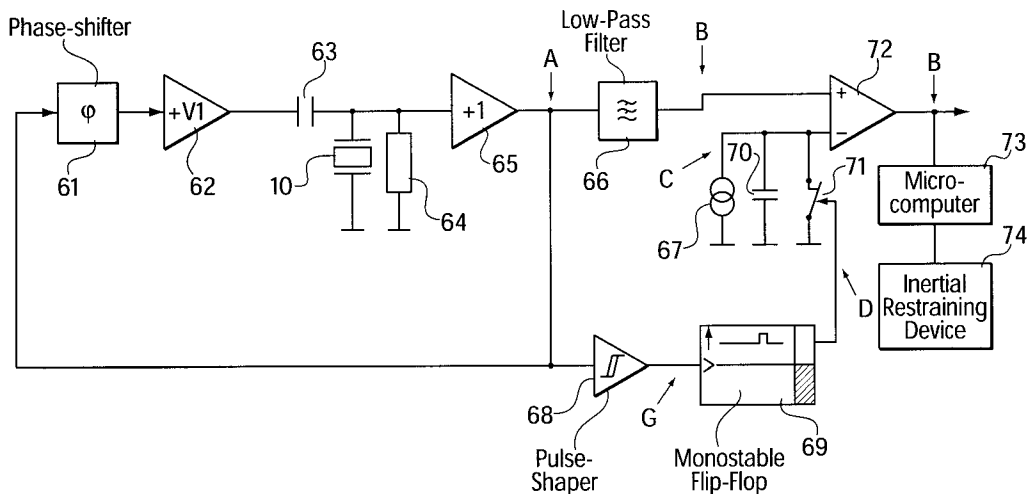 Phase-shifter
φ
61
+V1
62
63
10
64
+1
65
A
Low-Pass
Filter
66
B
C
67
70
71
+
−
72
B
73
Micro-
computer
74
Inertial
Restraining
Device
D
68
Pulse-
Shaper
G
Monostable
Flip-Flop
69